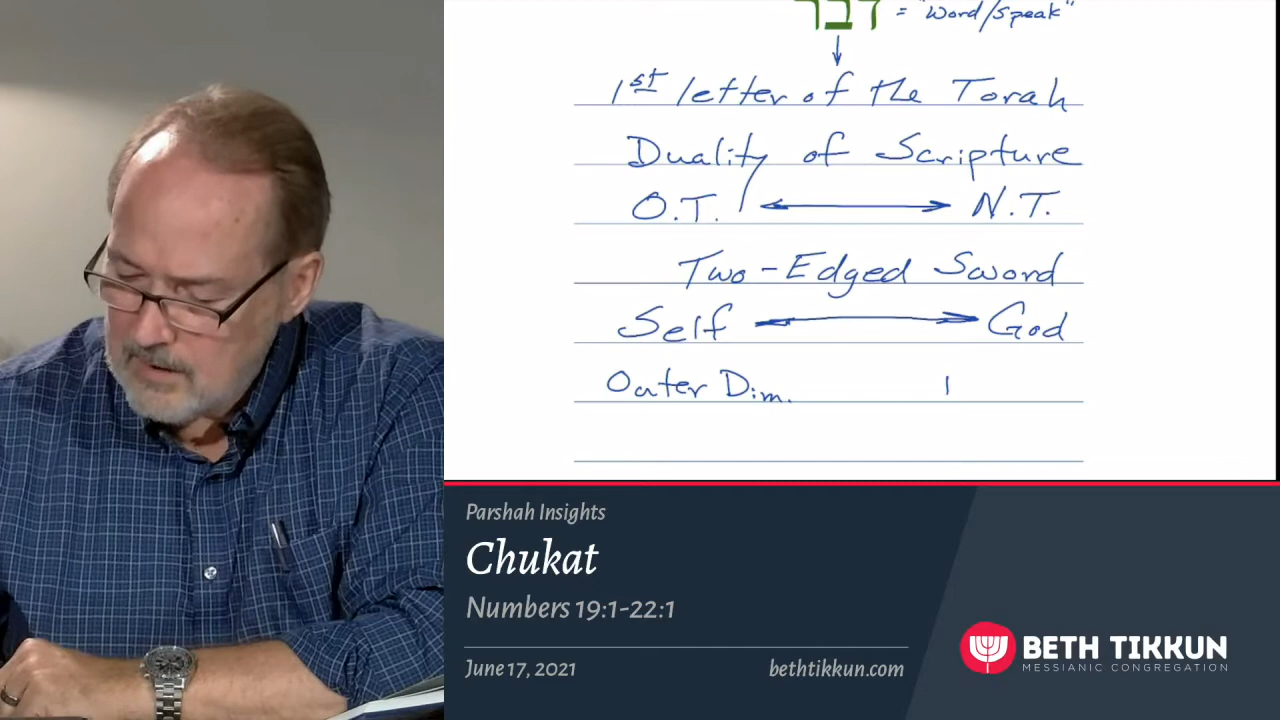 דבר = "Word/Speak"
1st letter of the Torah
Duality of Scripture
O.T. ↔ N.T.
Two-Edged Sword
Self ↔ God
Outer Dim. I
Parshah Insights
Chukat
Numbers 19:1-22:1
June 17, 2021 bethtikkun.com
BETH TIKKUN
MESSIANIC CONGREGATION